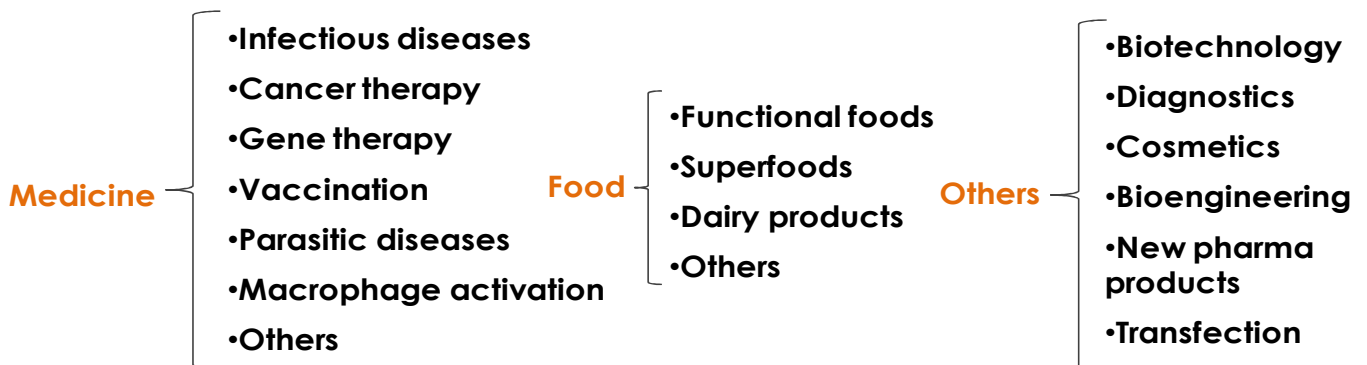 Medicine
•Infectious diseases
•Cancer therapy
•Gene therapy
•Vaccination
•Parasitic diseases
•Macrophage activation
•Others
Food
•Functional foods
•Superfoods
•Dairy products
•Others
Others
•Biotechnology
•Diagnostics
•Cosmetics
•Bioengineering
•New pharma
products
•Transfection